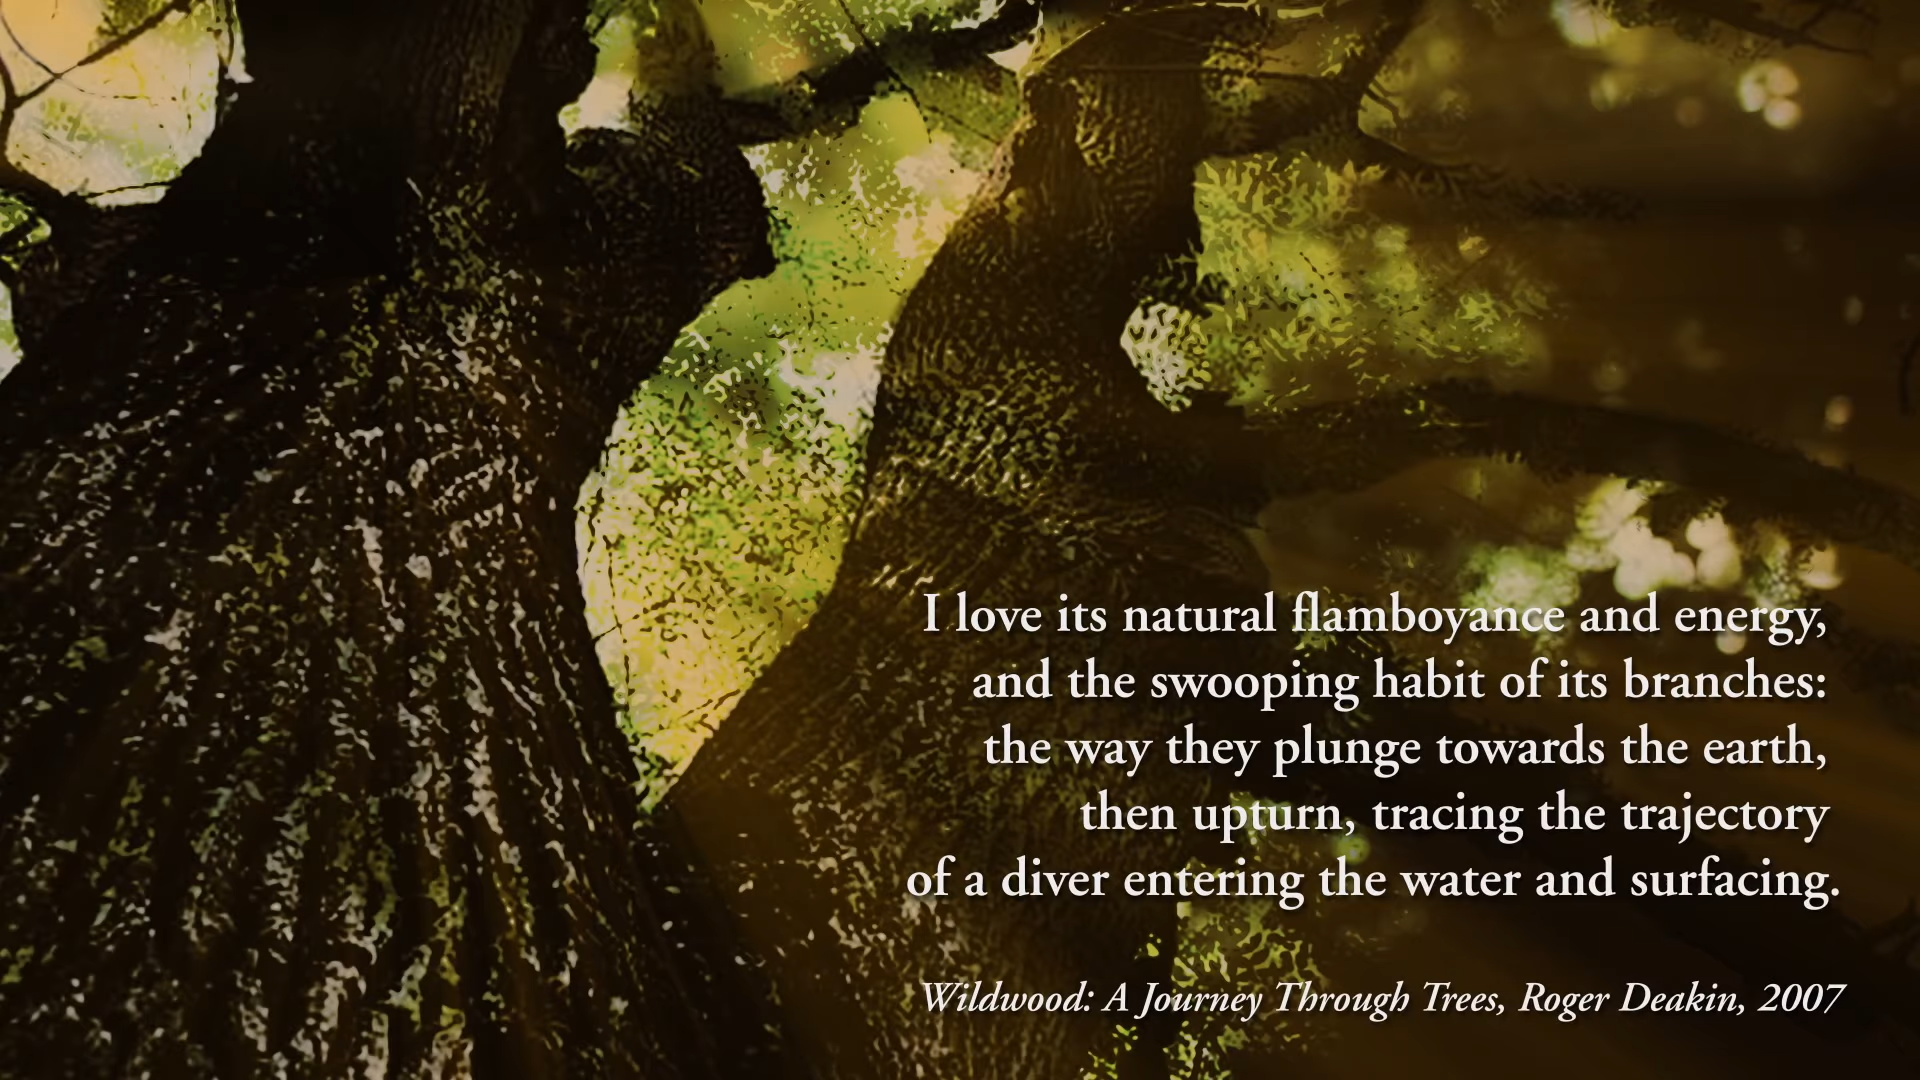 I love its natural flamboyance and energy,
and the swooping habit of its branches:
the way they plunge towards the earth,
then upturn, tracing the trajectory
of a diver entering the water and surfacing.
Wildwood: A Journey Through Trees, Roger Deakin, 2007